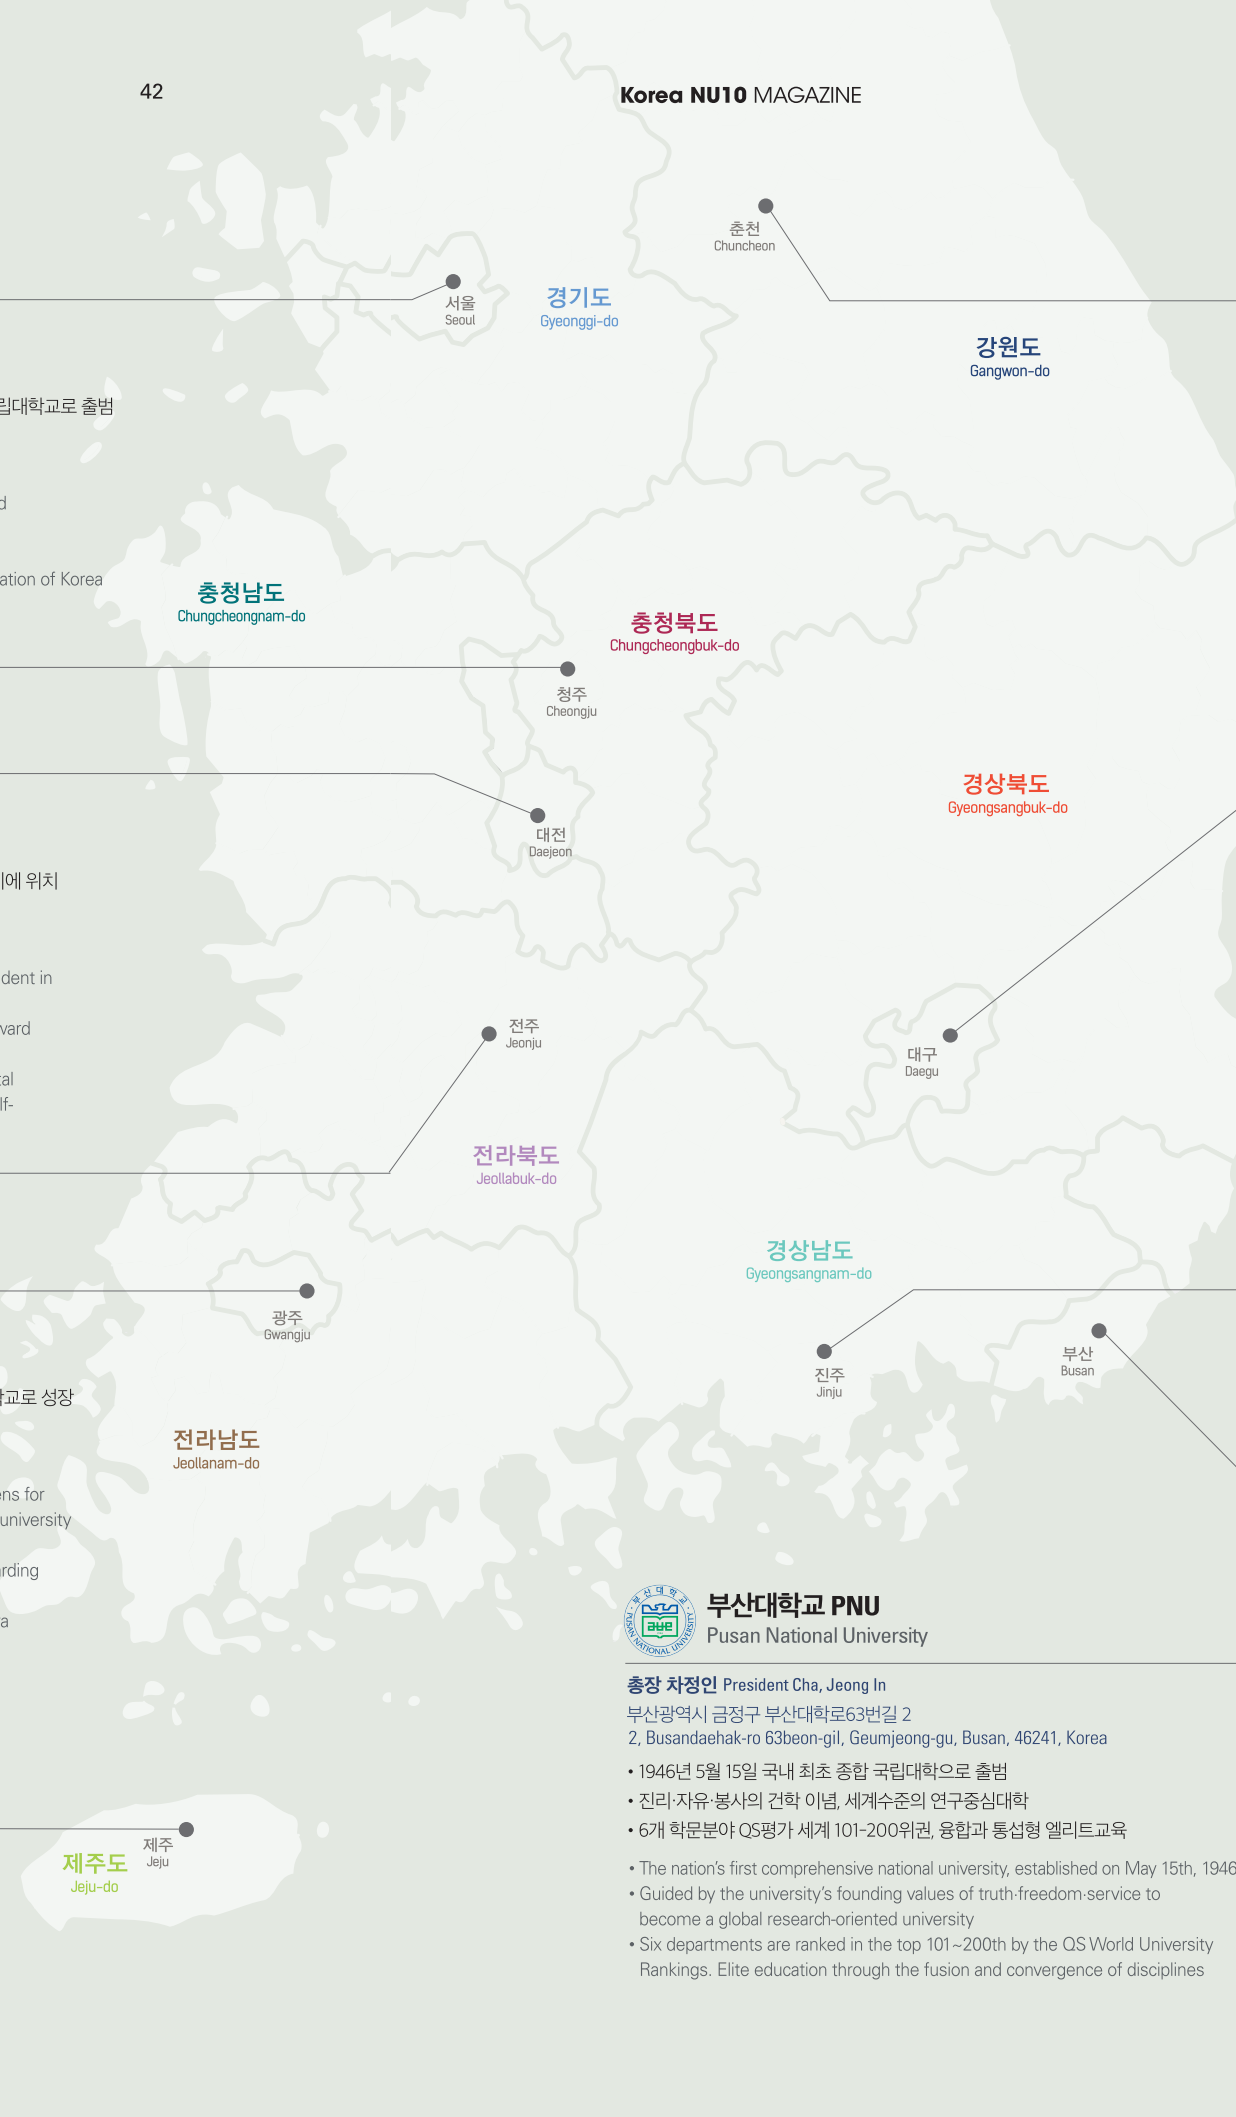 42
Korea NU10 MAGAZINE
춘천
Chuncheon
서울
Seoul
경기도
Gyeonggi-do
강원도
Gangwon-do
립대학교로 출범
d
ation of Korea
충청남도
Chungcheongnam-do
충청북도
Chungcheongbuk-do
청주
Cheongju
경상북도
Gyeongsangbuk-do
대전
Daejeon
에 위치
dent in
ward
tal
lf-
전주
Jeonju
대구
Daegu
전라북도
Jeollabuk-do
경상남도
Gyeongsangnam-do
광주
Gwangju
부산
Busan
진주
Jinju
학교로 성장
전라남도
Jeollanam-do
ens for
university
arding
a
부산대학교
PUSAN NATIONAL UNIVERSITY
부산대학교 PNU
Pusan National University
총장 차정인 President Cha, Jeong In
부산광역시 금정구 부산대학로63번길 2
2, Busandaehak-ro 63beon-gil, Geumjeong-gu, Busan, 46241, Korea
• 1946년 5월 15일 국내 최초 종합 국립대학으로 출범
• 진리·자유·봉사의 건학 이념, 세계수준의 연구중심대학
• 6개 학문분야 QS평가 세계 101-200위권, 융합과 통섭형 엘리트교육
• The nation's first comprehensive national university, established on May 15th, 1946
• Guided by the university's founding values of truth·freedom·service to
become a global research-oriented university
• Six departments are ranked in the top 101~200th by the QS World University
Rankings. Elite education through the fusion and convergence of disciplines
제주
Jeju
제주도
Jeju-do